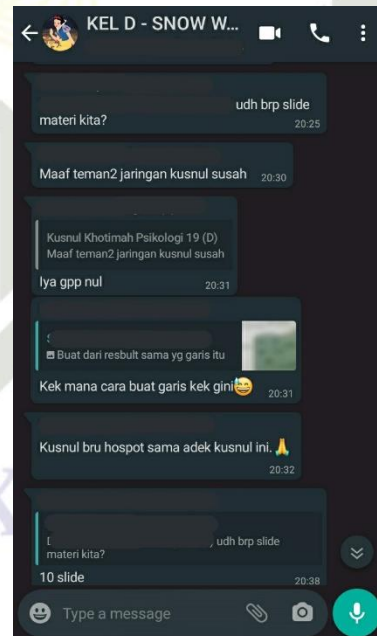 KEL D - SNOW W...
udh brp slide
materi kita?
20:25
Maaf teman2 jaringan kusnul susah 20:30
Kusnul Khotimah Psikologi 19 (D)
Maaf teman2 jaringan kusnul susah
Iya gpp nul 20:31
Buat dari resbult sama yg garis itu
Kek mana cara buat garis kek gini😅 20:31
Kusnul bru hospot sama adek kusnul ini.🙏
20:32
, udh brp slide
materi kita?
10 slide 20:38
Type a message